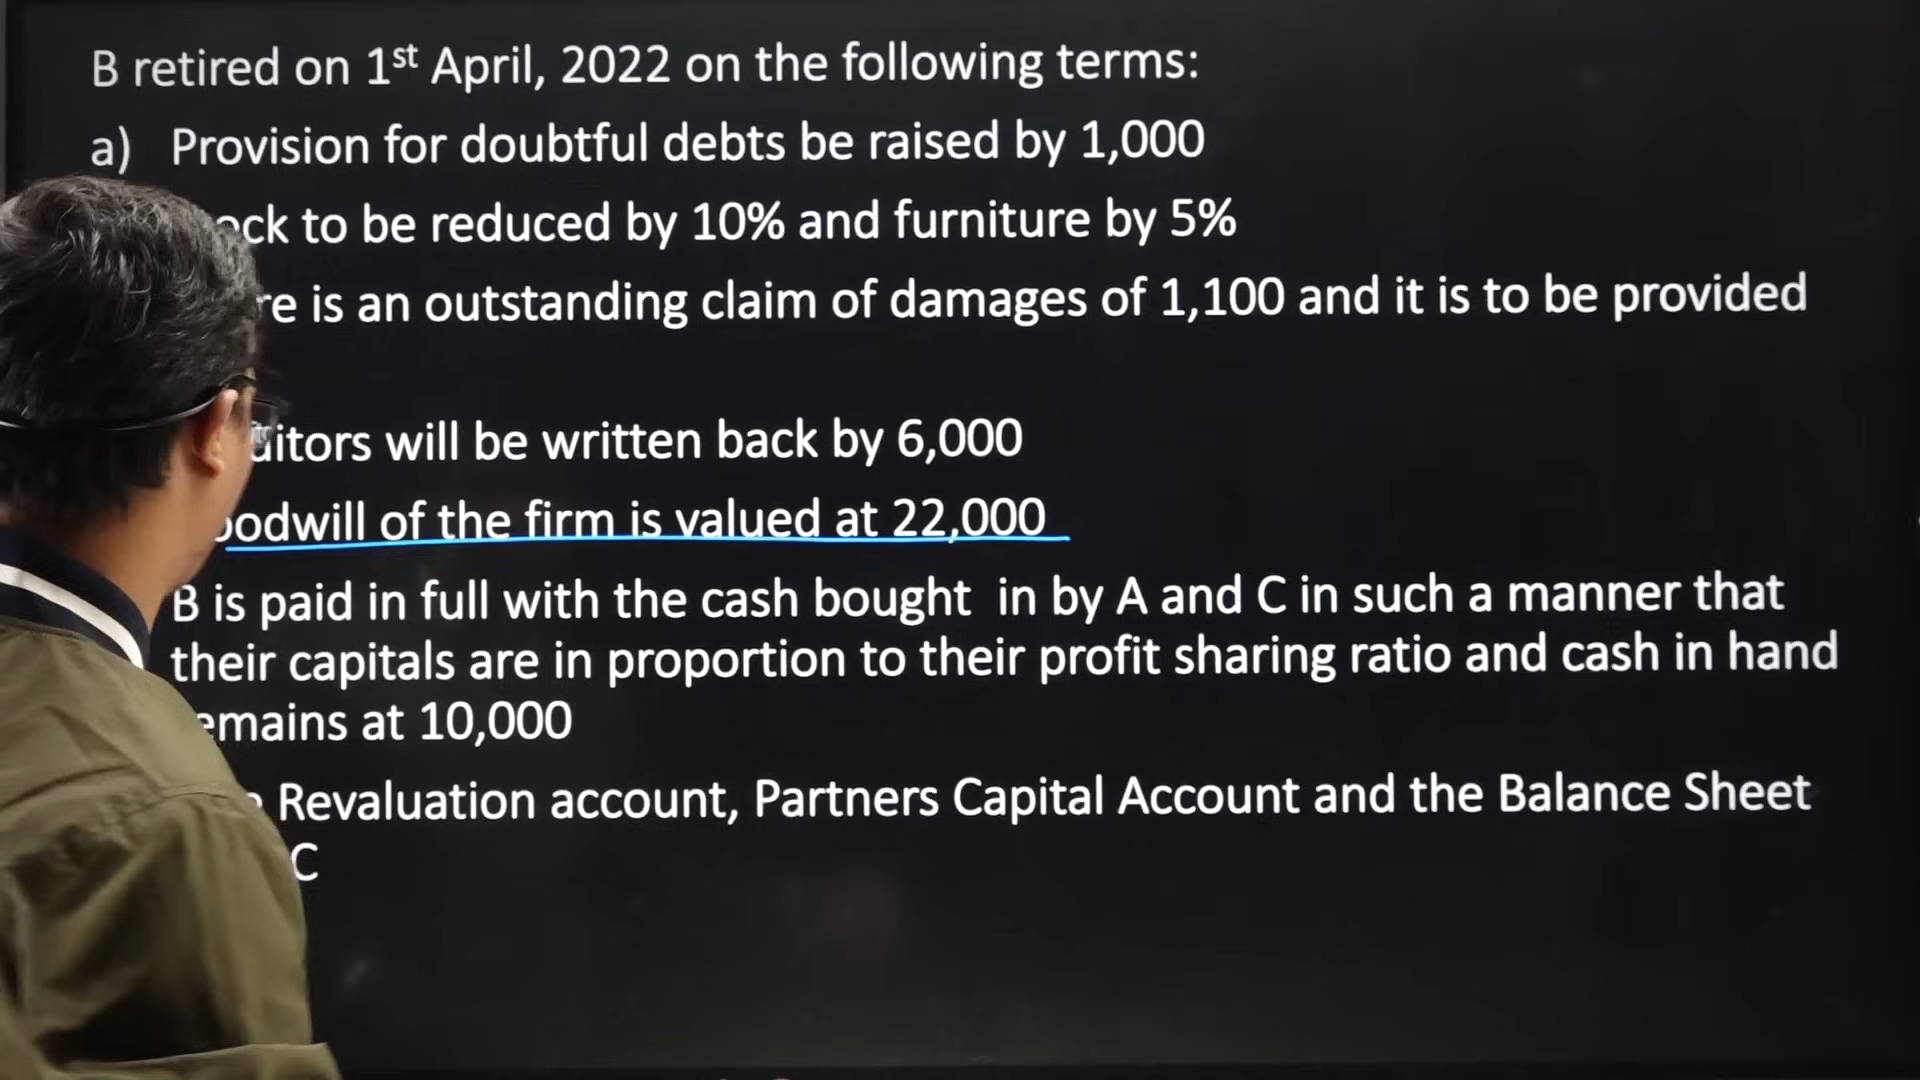 B retired on 1st April, 2022 on the following terms:
a) Provision for doubtful debts be raised by 1,000
to be reduced by 10% and furniture by 5%
is an outstanding claim of damages of 1,100 and it is to be provided
will be written back by 6,000
of the firm is valued at 22,000
B is paid in full with the cash bought in by A and C in such a manner that
their capitals are in proportion to their profit sharing ratio and cash in hand
at 10,000
Revaluation account, Partners Capital Account and the Balance Sheet
C